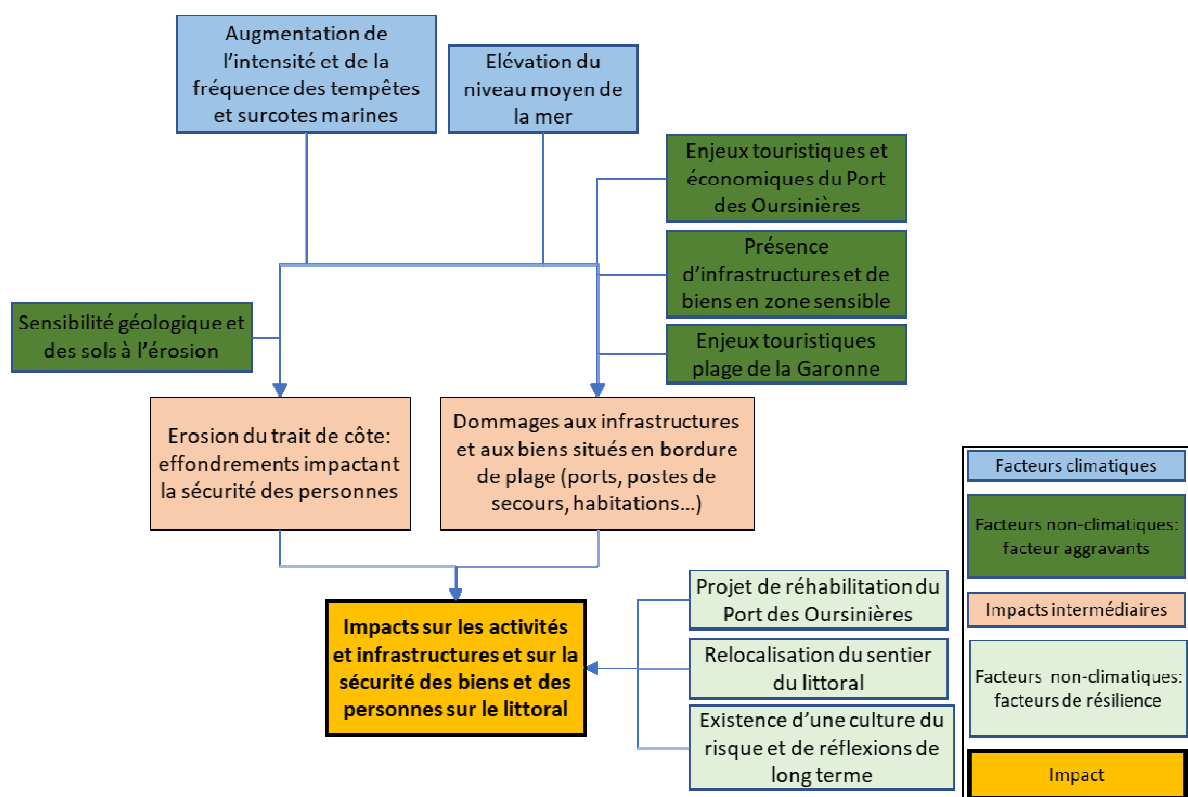 Augmentation de
l'intensité et de la
fréquence des tempêtes
et surcotes marines
Elévation du
niveau moyen de
la mer
Enjeux touristiques et
économiques du Port
des Oursinières
Présence
d'infrastructures et de
biens en zone sensible
Enjeux touristiques
plage de la Garonne
Sensibilité géologique et
des sols à l'érosion
Erosion du trait de côte:
effondrements impactant
la sécurité des personnes
Dommages aux infrastructures
et aux biens situés en bordure
de plage (ports, postes de
secours, habitations...)
Impacts sur les activités
et infrastructures et sur la
sécurité des biens et des
personnes sur le littoral
Projet de réhabilitation du
Port des Oursinières
Relocalisation du sentier
du littoral
Existence d'une culture du
risque et de réflexions de
long terme
Facteurs climatiques
Facteurs non-climatiques:
facteur aggravants
Impacts intermédiaires
Facteurs non-climatiques:
facteurs de résilience
Impact